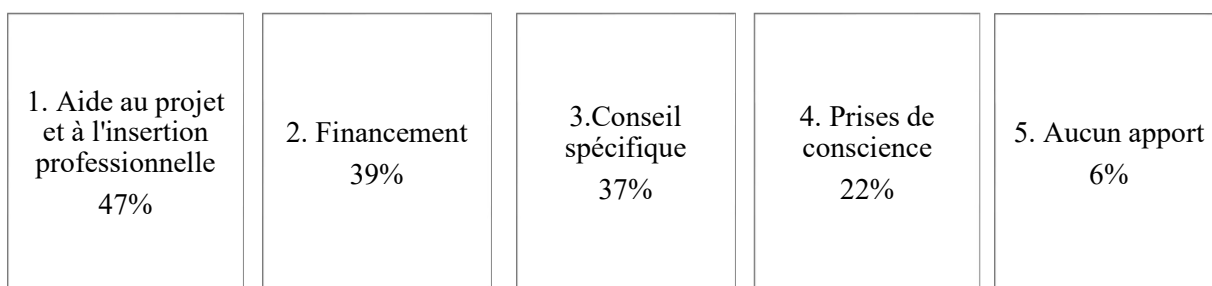 1. Aide au projet
et à l'insertion
professionnelle
47%
2. Financement
39%
3.Conseil
spécifique
37%
4. Prises de
conscience
22%
5. Aucun apport
6%